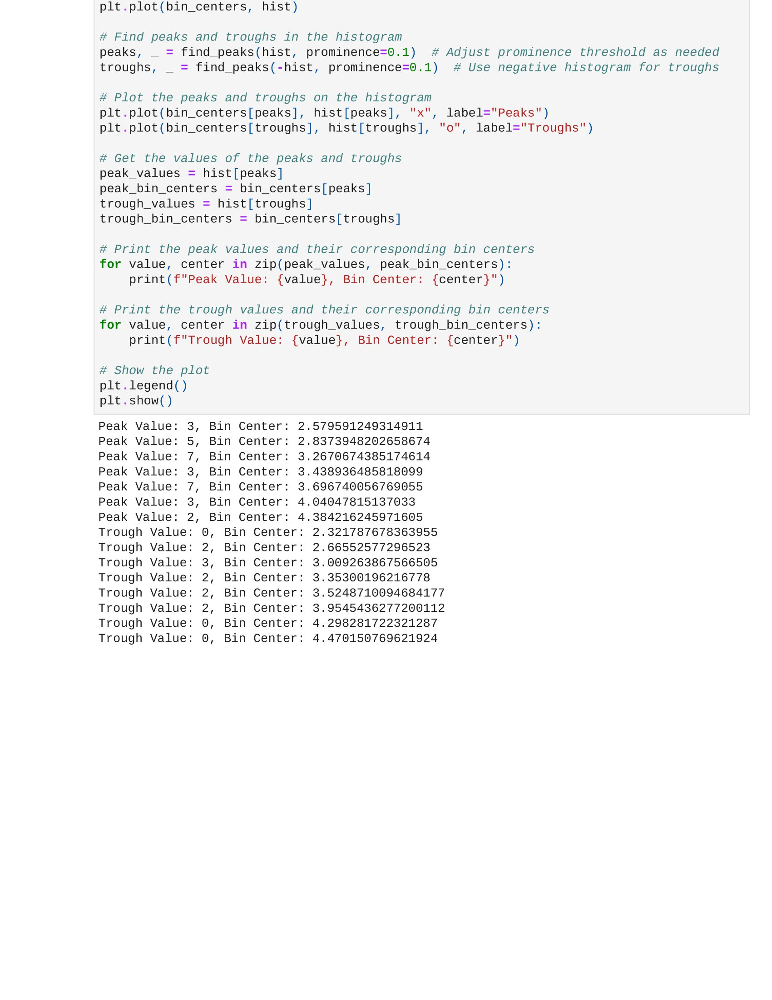 plt.plot(bin_centers, hist)

# Find peaks and troughs in the histogram
peaks, _ = find_peaks(hist, prominence=0.1)  # Adjust prominence threshold as needed
troughs, _ = find_peaks(-hist, prominence=0.1)  # Use negative histogram for troughs

# Plot the peaks and troughs on the histogram
plt.plot(bin_centers[peaks], hist[peaks], "x", label="Peaks")
plt.plot(bin_centers[troughs], hist[troughs], "o", label="Troughs")

# Get the values of the peaks and troughs
peak_values = hist[peaks]
peak_bin_centers = bin_centers[peaks]
trough_values = hist[troughs]
trough_bin_centers = bin_centers[troughs]

# Print the peak values and their corresponding bin centers
for value, center in zip(peak_values, peak_bin_centers):
    print(f"Peak Value: {value}, Bin Center: {center}")

# Print the trough values and their corresponding bin centers
for value, center in zip(trough_values, trough_bin_centers):
    print(f"Trough Value: {value}, Bin Center: {center}")

# Show the plot
plt.legend()
plt.show()
Peak Value: 3, Bin Center: 2.579591249314911
Peak Value: 5, Bin Center: 2.8373948202658674
Peak Value: 7, Bin Center: 3.2670674385174614
Peak Value: 3, Bin Center: 3.438936485818099
Peak Value: 7, Bin Center: 3.696740056769055
Peak Value: 3, Bin Center: 4.04047815137033
Peak Value: 2, Bin Center: 4.384216245971605
Trough Value: 0, Bin Center: 2.321787678363955
Trough Value: 2, Bin Center: 2.66552577296523
Trough Value: 3, Bin Center: 3.009263867566505
Trough Value: 2, Bin Center: 3.35300196216778
Trough Value: 2, Bin Center: 3.5248710094684177
Trough Value: 2, Bin Center: 3.9545436277200112
Trough Value: 0, Bin Center: 4.298281722321287
Trough Value: 0, Bin Center: 4.470150769621924